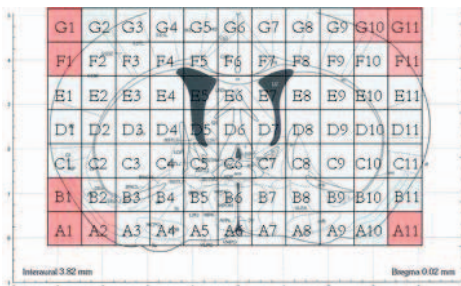 G1 G2 G3 G4 G5 G6 G7 G8 G9 G10 G11
F1 F2 F3 F4 F5 F6 F7 F8 F9 F10 F11
E1 E2 E3 E4 E5 E6 E7 E8 E9 E10 E11
D1 D2 D3 D4 D5 D6 D7 D8 D9 D10 D11
C1 C2 C3 C4 C5 C6 C7 C8 C9 C10 C11
B1 B2 B3 B4 B5 B6 B7 B8 B9 B10 B11
A1 A2 A3 A4 A5 A6 A7 A8 A9 A10 A11
Interaural 3.82 mm Bregma 0.02 mm